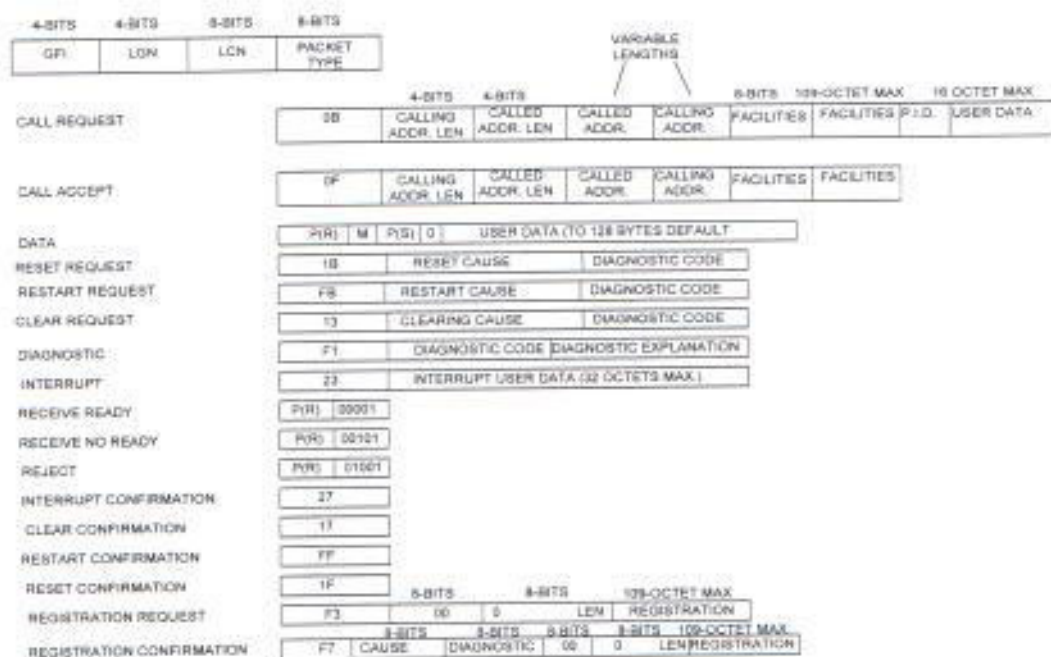 4-BITS 4-BITS 8-BITS 8-BITS
GFI LGN LCN PACKET TYPE
VARIABLE LENGTHS
4-BITS 4-BITS 8-BITS 109-OCTET MAX 16 OCTET MAX
CALL REQUEST 0B CALLING ADDR. LEN CALLED ADDR. LEN CALLED ADDR. CALLING ADDR. FACILITIES FACILITIES P.I.D. USER DATA
CALL ACCEPT 0F CALLING ADDR. LEN CALLED ADDR. LEN CALLED ADDR. CALLING ADDR. FACILITIES FACILITIES
DATA P(R) M P(S) 0 USER DATA (TO 128 BYTES DEFAULT
RESET REQUEST 1B RESET CAUSE DIAGNOSTIC CODE
RESTART REQUEST FB RESTART CAUSE DIAGNOSTIC CODE
CLEAR REQUEST 13 CLEARING CAUSE DIAGNOSTIC CODE
DIAGNOSTIC F1 DIAGNOSTIC CODE DIAGNOSTIC EXPLANATION
INTERRUPT 23 INTERRUPT USER DATA (32 OCTETS MAX.)
RECEIVE READY P(R) 00001
RECEIVE NO READY P(R) 00101
REJECT P(R) 01001
INTERRUPT CONFIRMATION 27
CLEAR CONFIRMATION 17
RESTART CONFIRMATION FF
RESET CONFIRMATION 1F
8-BITS 8-BITS 109-OCTET MAX
REGISTRATION REQUEST F3 00 0 LEN REGISTRATION
8-BITS 8-BITS 8-BITS 8-BITS 109-OCTET MAX
REGISTRATION CONFIRMATION F7 CAUSE DIAGNOSTIC 00 0 LEN REGISTRATION